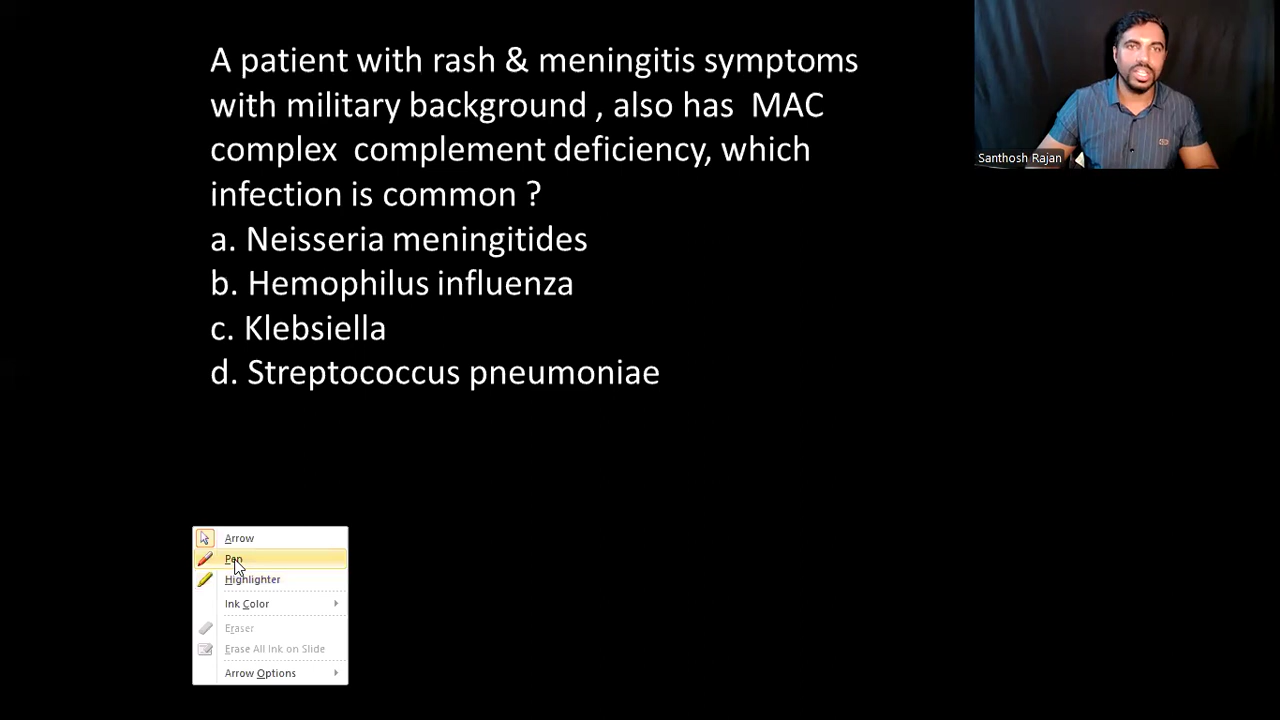 A patient with rash & meningitis symptoms
with military background , also has MAC
complex complement deficiency, which
infection is common ?
a. Neisseria meningitides
b. Hemophilus influenza
c. Klebsiella
d. Streptococcus pneumoniae
Santhosh Rajan
Arrow
Pen
Highlighter
Ink Color
Eraser
Erase All Ink on Slide
Arrow Options